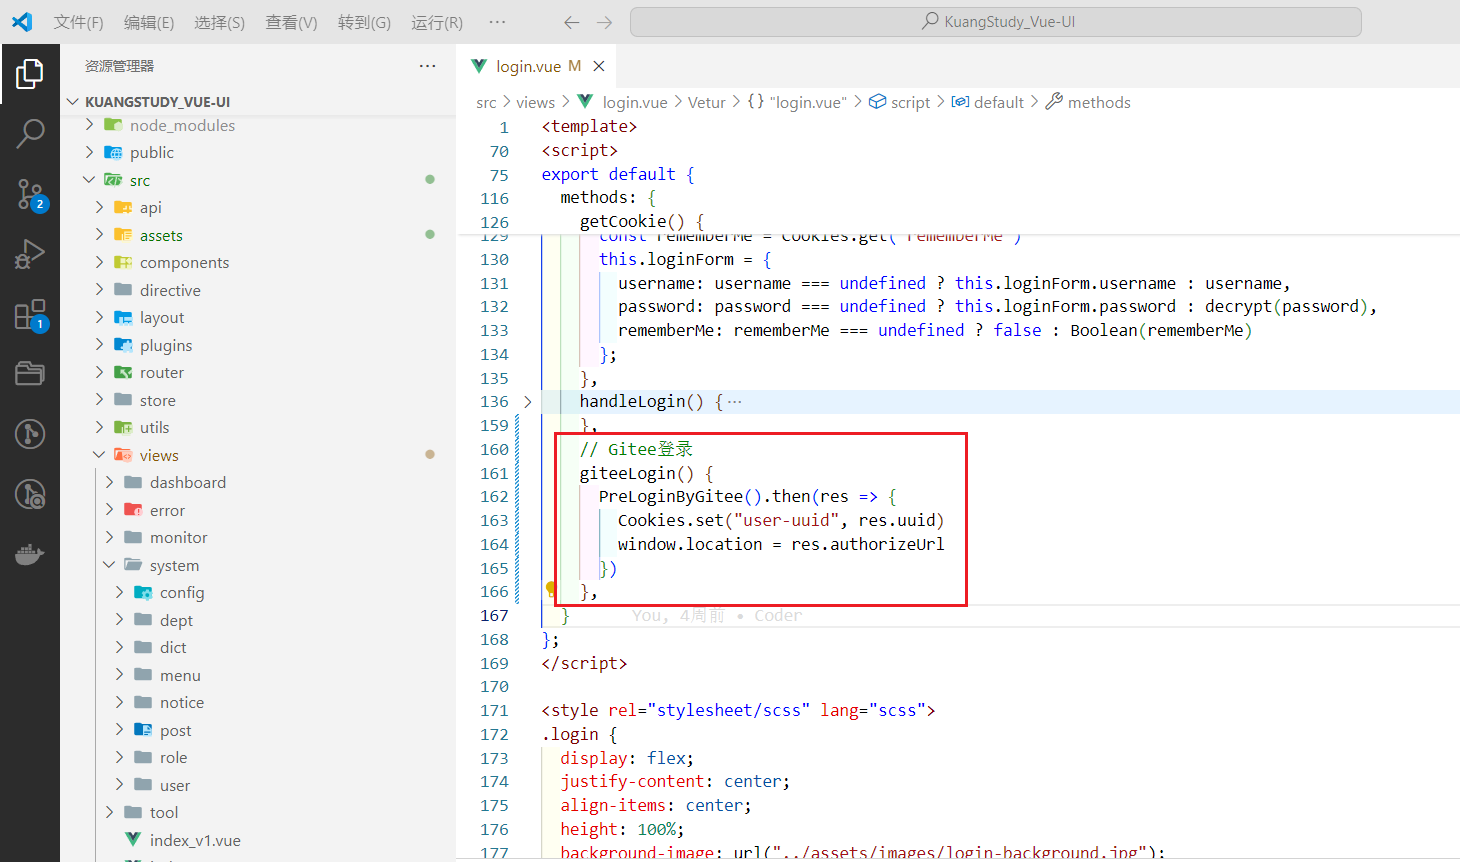 文件(F) 编辑(E) 选择(S) 查看(V) 转到(G) 运行(R) ··· KuangStudy_Vue-UI
资源管理器 ···
KUANGSTUDY_VUE-UI
node_modules
public
src
api
assets
components
directive
layout
plugins
router
store
utils
views
dashboard
error
monitor
system
config
dept
dict
menu
notice
post
role
user
tool
index_v1.vue
2
1
login.vue M
src > views > login.vue > Vetur > {} "login.vue" > script > default > methods
1 <template>
70 <script>
75 export default {
116 methods: {
126 getCookie() {
129 const rememberMe = Cookies.get("rememberMe")
130 this.loginForm = {
131 username: username === undefined ? this.loginForm.username : username,
132 password: password === undefined ? this.loginForm.password : decrypt(password),
133 rememberMe: rememberMe === undefined ? false : Boolean(rememberMe)
134 };
135 },
136 handleLogin() {···
159 },
160 // Gitee登录
161 giteeLogin() {
162 PreLoginByGitee().then(res => {
163 Cookies.set("user-uuid", res.uuid)
164 window.location = res.authorizeUrl
165 })
166 },
167 } You, 4周前 • Coder
168 };
169 </script>
170
171 <style rel="stylesheet/scss" lang="scss">
172 .login {
173 display: flex;
174 justify-content: center;
175 align-items: center;
176 height: 100%;
177 background-image: url("../assets/images/login-background.jpg");